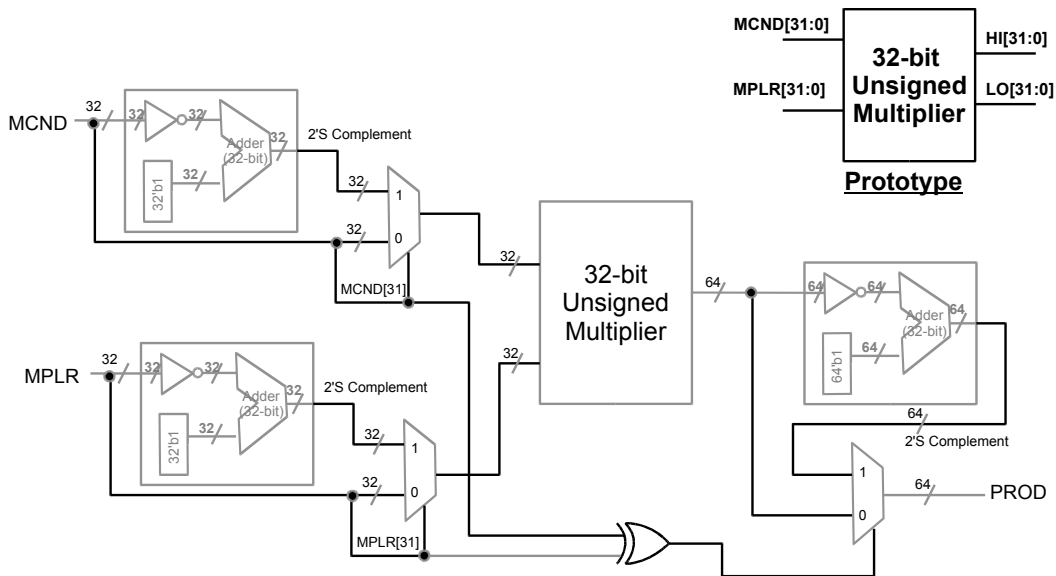 MCND[31:0]
MPLR[31:0]
32-bit
Unsigned
Multiplier
HI[31:0]
LO[31:0]
Prototype
MCND
32
32
32
Adder
(32-bit)
32
32'b1
32
2'S Complement
32
1
32
0
MCND[31]
32
32-bit
Unsigned
Multiplier
64
64
64
Adder
(32-bit)
64
64'b1
64
64
2'S Complement
MPLR
32
32
32
Adder
(32-bit)
32
32'b1
32
2'S Complement
32
1
32
0
MPLR[31]
32
1
0
64
PROD